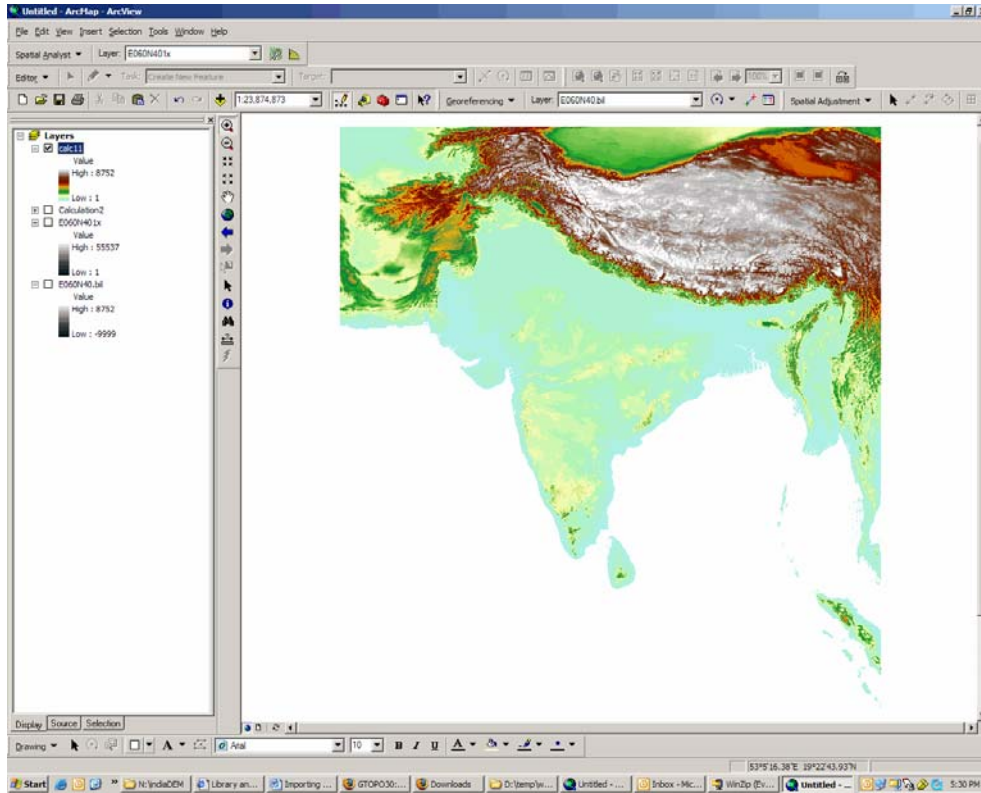 Untitled - ArcMap - ArcView
File Edit View Insert Selection Tools Window Help
Spatial Analyst Layer: E060N401x
Editor Task: Create New Feature Target:
100%
1:23,874,873 Georeferencing Layer: E060N40.bil Spatial Adjustment
Layers
calc11
Value
High : 8752
Low : 1
Calculation2
E060N401x
Value
High : 55537
Low : 1
E060N40.bil
Value
High : 8752
Low : -9999
Display Source Selection
Drawing A Arial 10 B I U A
53°5'16.38"E 19°22'43.93"N
Start N:\indiaDEM Library an... Importing ... GTOPO30:... Downloads D:\temp\w... Untitled - ... Inbox - Mic... WinZip (Ev... Untitled - ... 5:30 PM